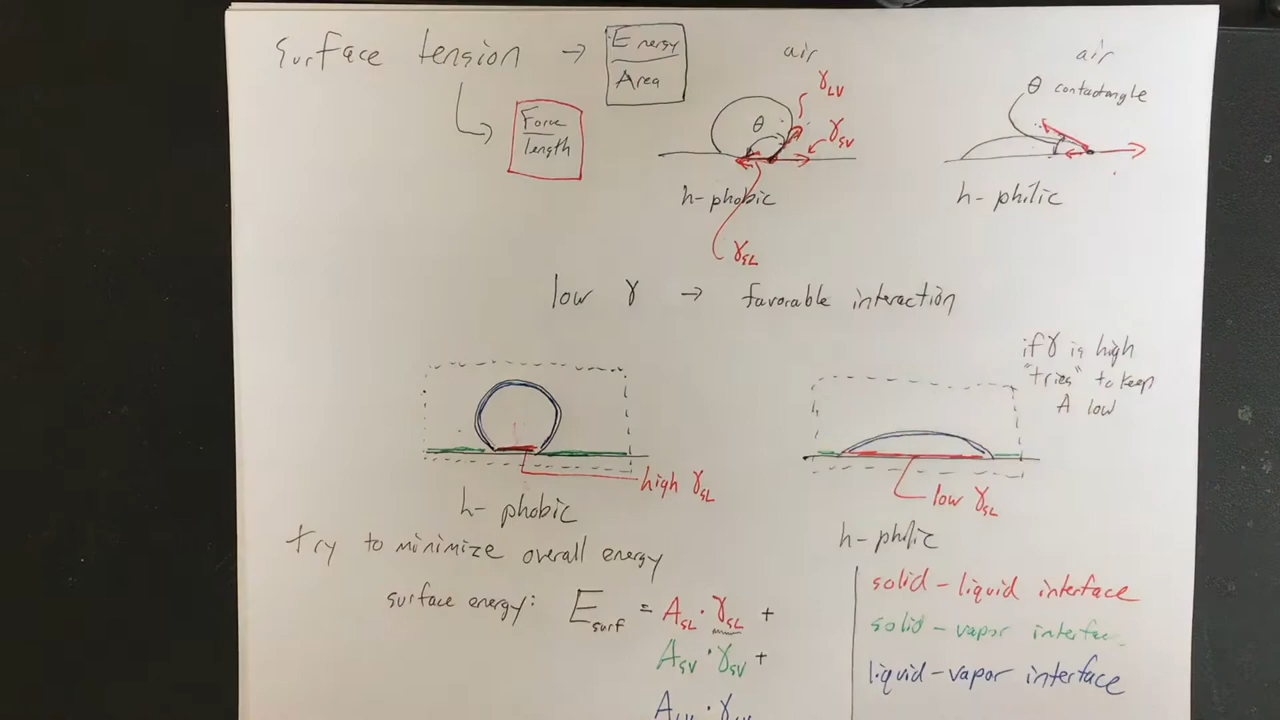 Surface tension → Energy / Area
Force / length
air
θ
γLV
γSV
h-phobic
γSL
air
θ contact angle
h-philic
low γ → favorable interaction
if γ is high
"tries" to keep
A low
high γSL
h-phobic
low γSL
h-philic
try to minimize overall energy
surface energy: Esurf = ASL · γSL +
ASV · γSV +
ALV · γLV
solid-liquid interface
solid-vapor interface
liquid-vapor interface